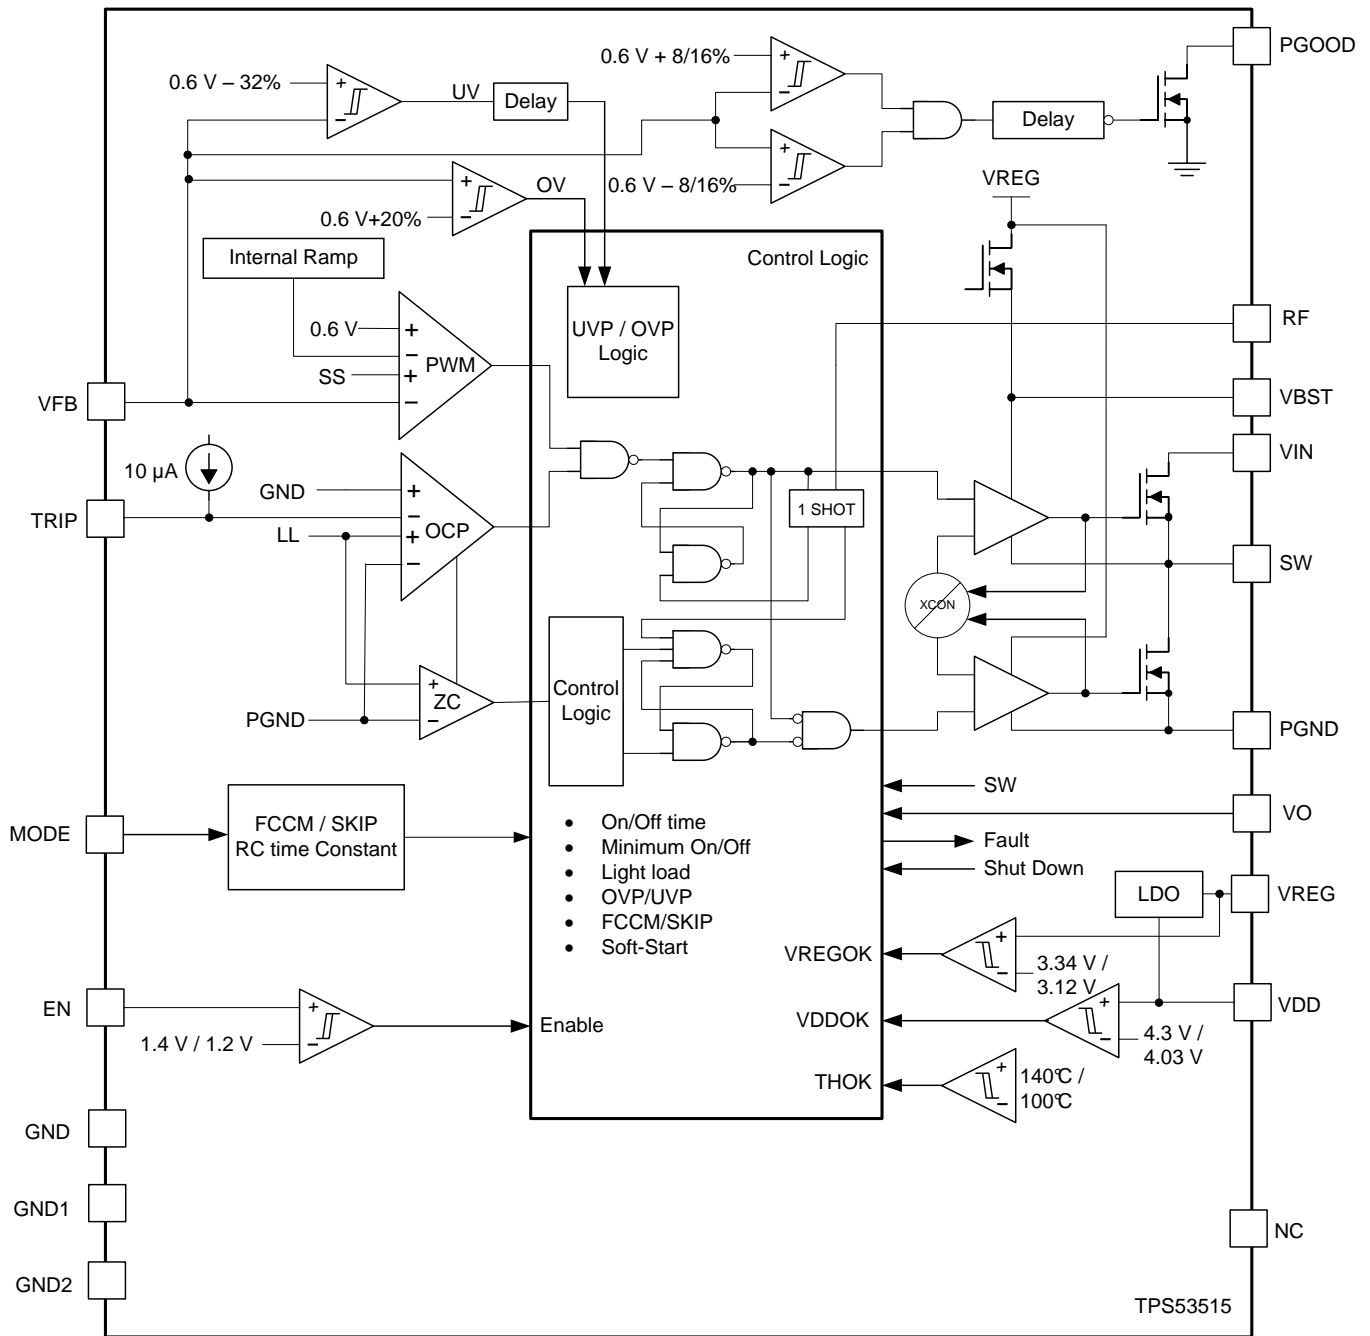 PGOOD
0.6 V + 8/16%
0.6 V – 32%
UV
Delay
Delay
0.6 V – 8/16%
VREG
OV
0.6 V+20%
Internal Ramp
Control Logic
UVP / OVP
Logic
RF
0.6 V
PWM
SS
VFB
VBST
VIN
10 µA
GND
TRIP
OCP
LL
1 SHOT
SW
XCON
Control
Logic
ZC
PGND
PGND
SW
MODE
FCCM / SKIP
RC time Constant
VO
• On/Off time
• Minimum On/Off
• Light load
• OVP/UVP
• FCCM/SKIP
• Soft-Start
Fault
Shut Down
LDO
VREG
VREGOK
3.34 V /
3.12 V
EN
1.4 V / 1.2 V
Enable
VDDOK
4.3 V /
4.03 V
VDD
THOK
140°C /
100°C
GND
GND1
NC
GND2
TPS53515
+
−
+
−
+
−
+
−
+
−
+
−
+
−
+
−
+
−
+
−
+
−
+
−
+
−